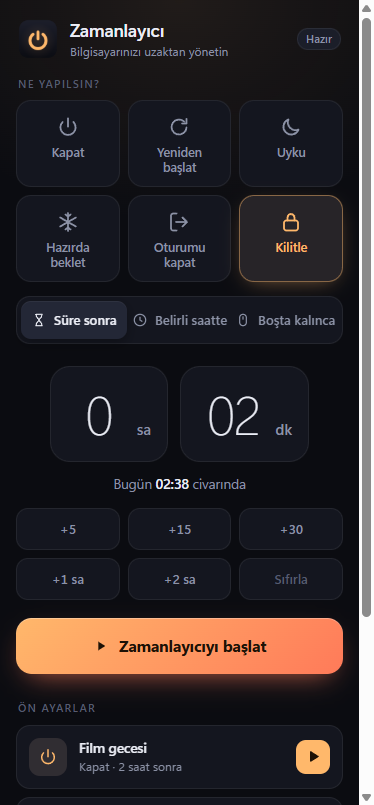 Zamanlayıcı
Bilgisayarınızı uzaktan yönetin
Hazır
NE YAPILSIN?
Kapat
Yeniden
başlat
Uyku
Hazırda
beklet
Oturumu
kapat
Kilitle
Süre sonra
Belirli saatte
Boşta kalınca
0 sa
02 dk
Bugün 02:38 civarında
+5
+15
+30
+1 sa
+2 sa
Sıfırla
Zamanlayıcıyı başlat
ÖN AYARLAR
Film gecesi
Kapat · 2 saat sonra